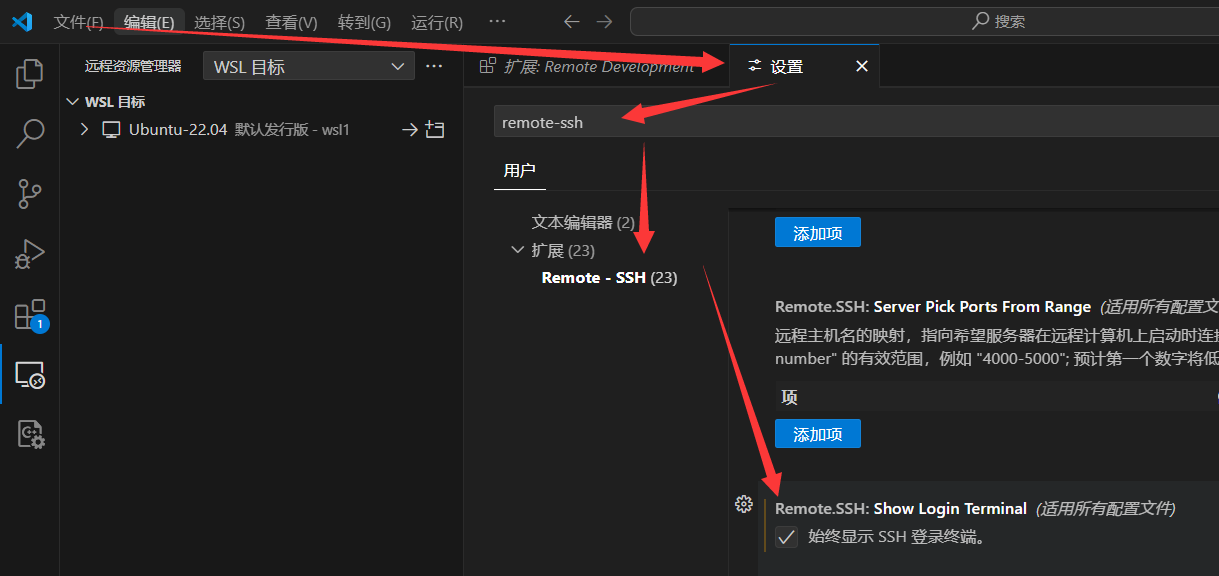 文件(F) 编辑(E) 选择(S) 查看(V) 转到(G) 运行(R) ··· 搜索
远程资源管理器 WSL 目标 ···
扩展: Remote Development 设置
WSL 目标
Ubuntu-22.04 默认发行版 - wsl1
remote-ssh
用户
文本编辑器 (2)
扩展 (23)
Remote - SSH (23)
添加项
Remote.SSH: Server Pick Ports From Range (适用所有配置文
远程主机名的映射，指向希望服务器在远程计算机上启动时连
number" 的有效范围，例如 "4000-5000"; 预计第一个数字将低
项
添加项
1
Remote.SSH: Show Login Terminal (适用所有配置文件)
始终显示 SSH 登录终端。